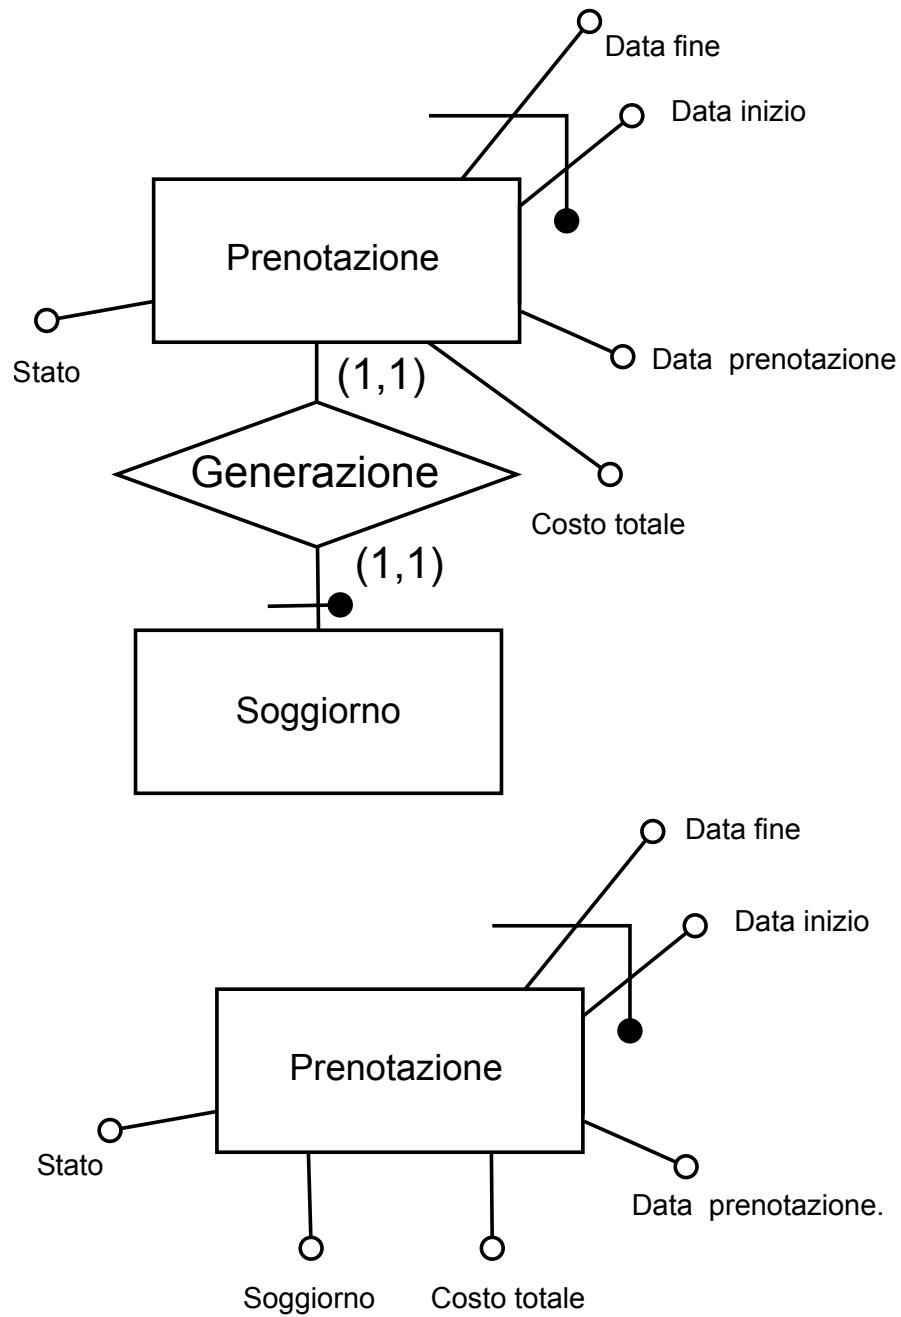 Data fine
Data inizio
Prenotazione
Stato
Data prenotazione
(1,1)
Generazione
Costo totale
(1,1)
Soggiorno
Data fine
Data inizio
Prenotazione
Stato
Data prenotazione.
Soggiorno
Costo totale